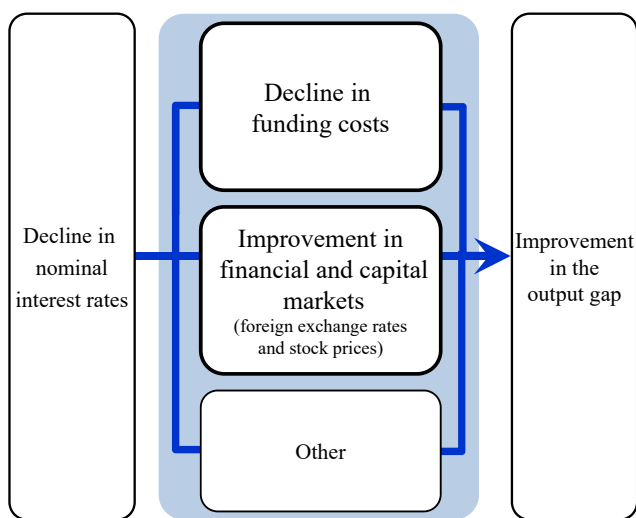 Decline in
nominal
interest rates
Decline in
funding costs
Improvement in
financial and capital
markets
(foreign exchange rates
and stock prices)
Other
Improvement
in the
output gap